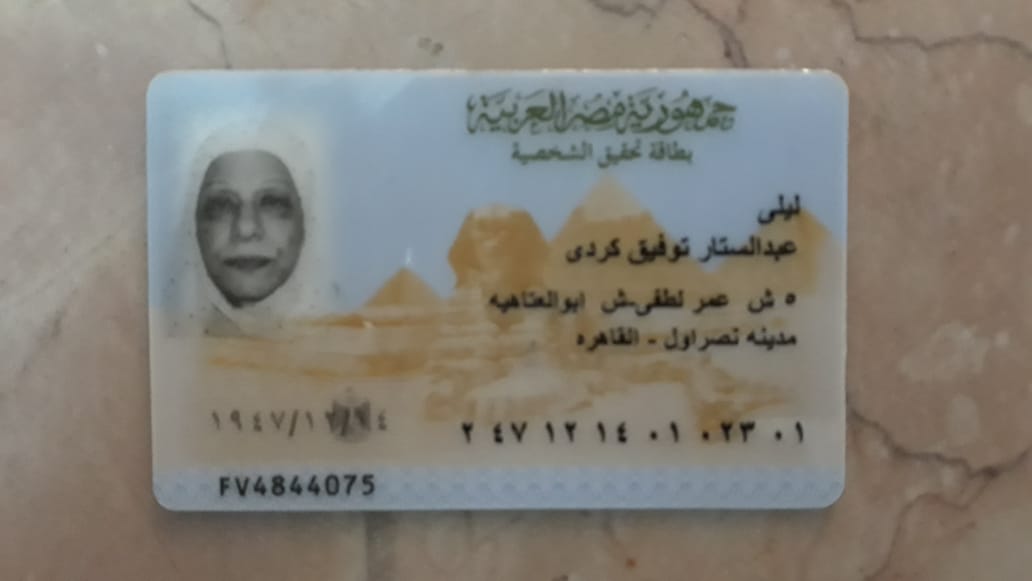 جمهورية مصر العربية
بطاقة تحقيق الشخصية
ليلى
عبدالستار توفيق كردى
٥ ش عمر لطفى-ش ابوالعتاهيه
مدينه نصراول - القاهره
٢ ٤٧ ١٢ ١٤ ٠١ ٠٢٣ ٠١
١٩٤٧/١٢/١٤
FV4844075